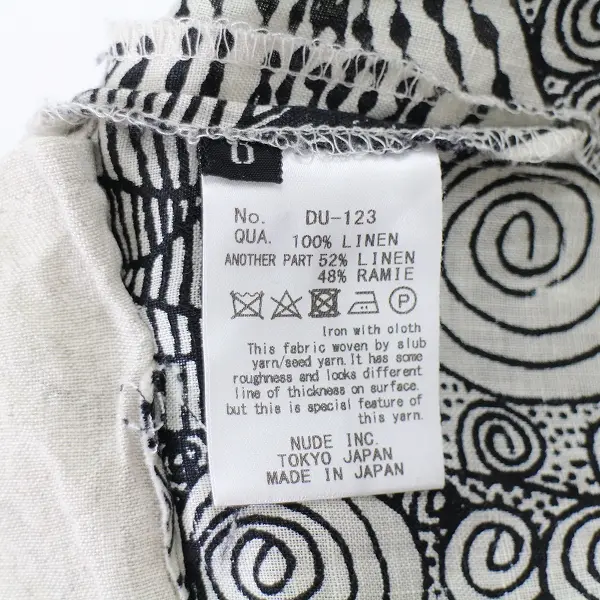 0
No. DU-123
QUA. 100% LINEN
ANOTHER PART 52% LINEN
48% RAMIE
P
Iron with oloth
This fabric woven by slub
yarn/seed yarn. It has some
roughness and looks different
line of thickness on surface.
but this is special feature of
this yarn.
NUDE INC.
TOKYO JAPAN
MADE IN JAPAN